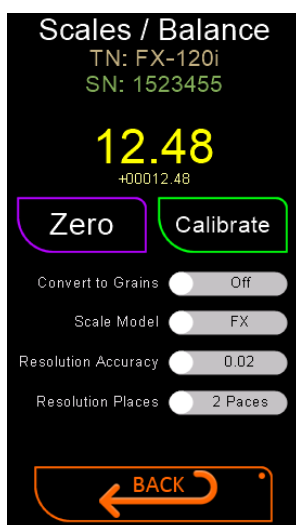 Scales / Balance
TN: FX-120i
SN: 1523455
12.48
+00012.48
Zero Calibrate
Convert to Grains Off
Scale Model FX
Resolution Accuracy 0.02
Resolution Places 2 Paces
BACK